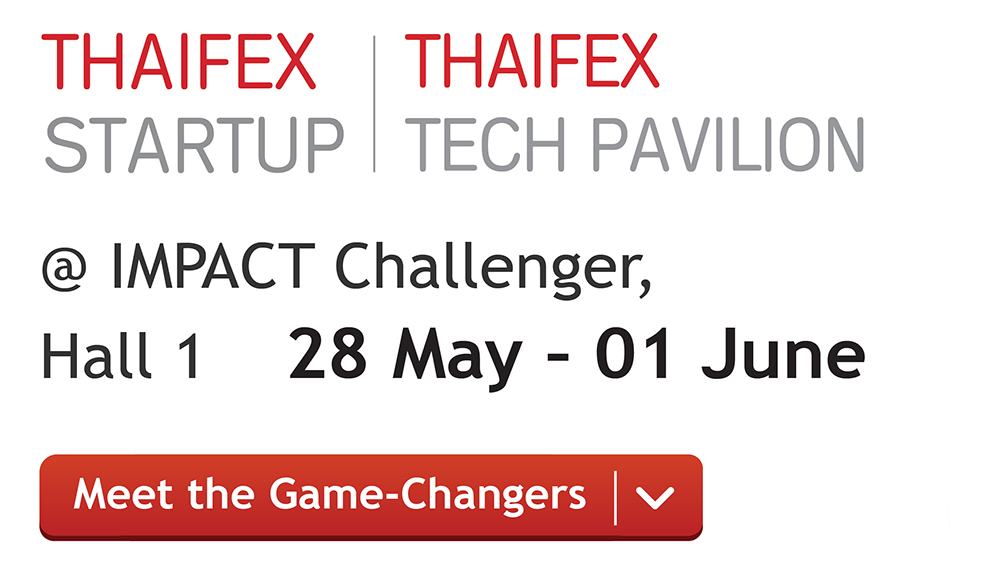 THAIFEX STARTUP
THAIFEX TECH PAVILION
@ IMPACT Challenger,
Hall 1 28 May – 01 June
Meet the Game-Changers